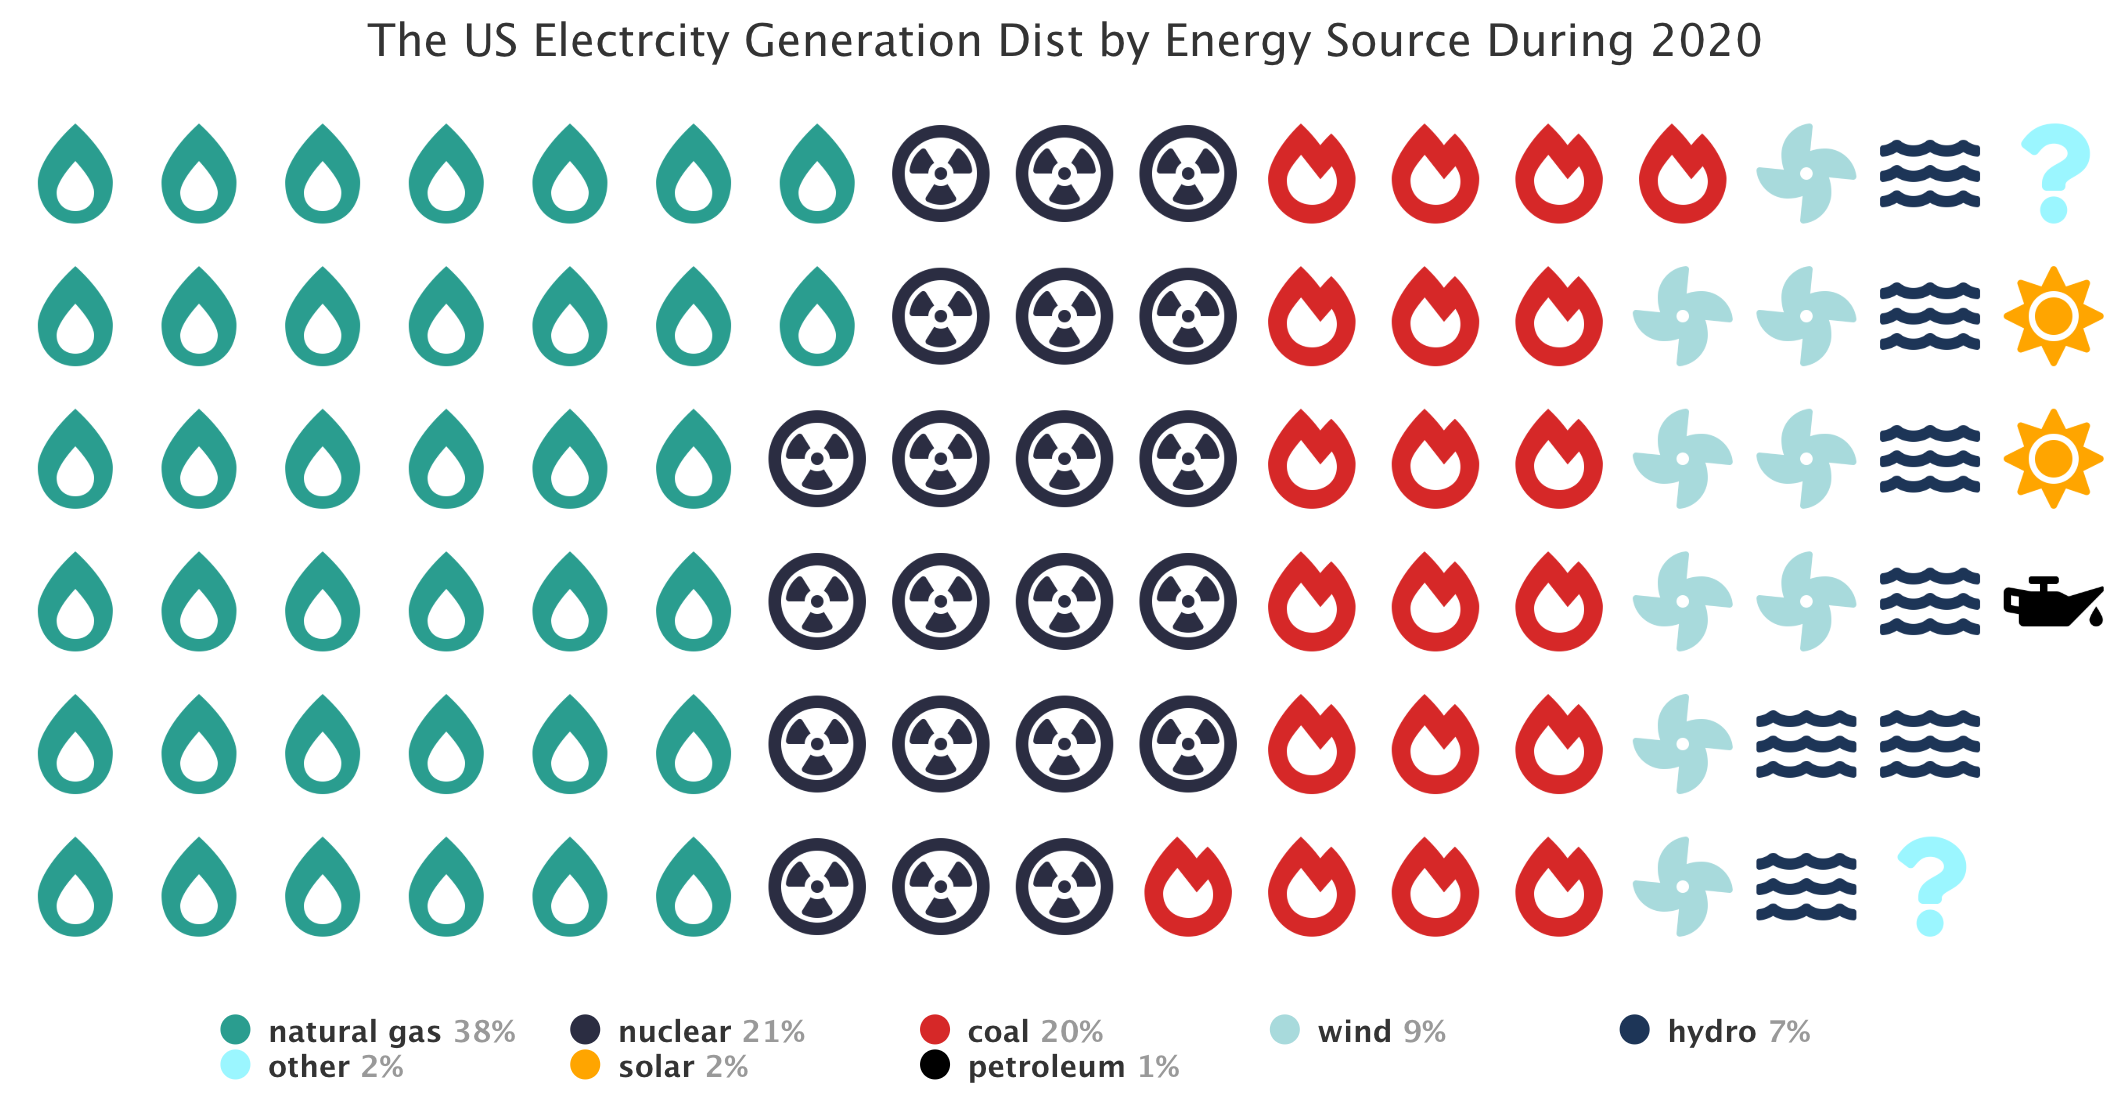 The US Electrcity Generation Dist by Energy Source During 2020
natural gas 38% nuclear 21% coal 20% wind 9% hydro 7%
other 2% solar 2% petroleum 1%